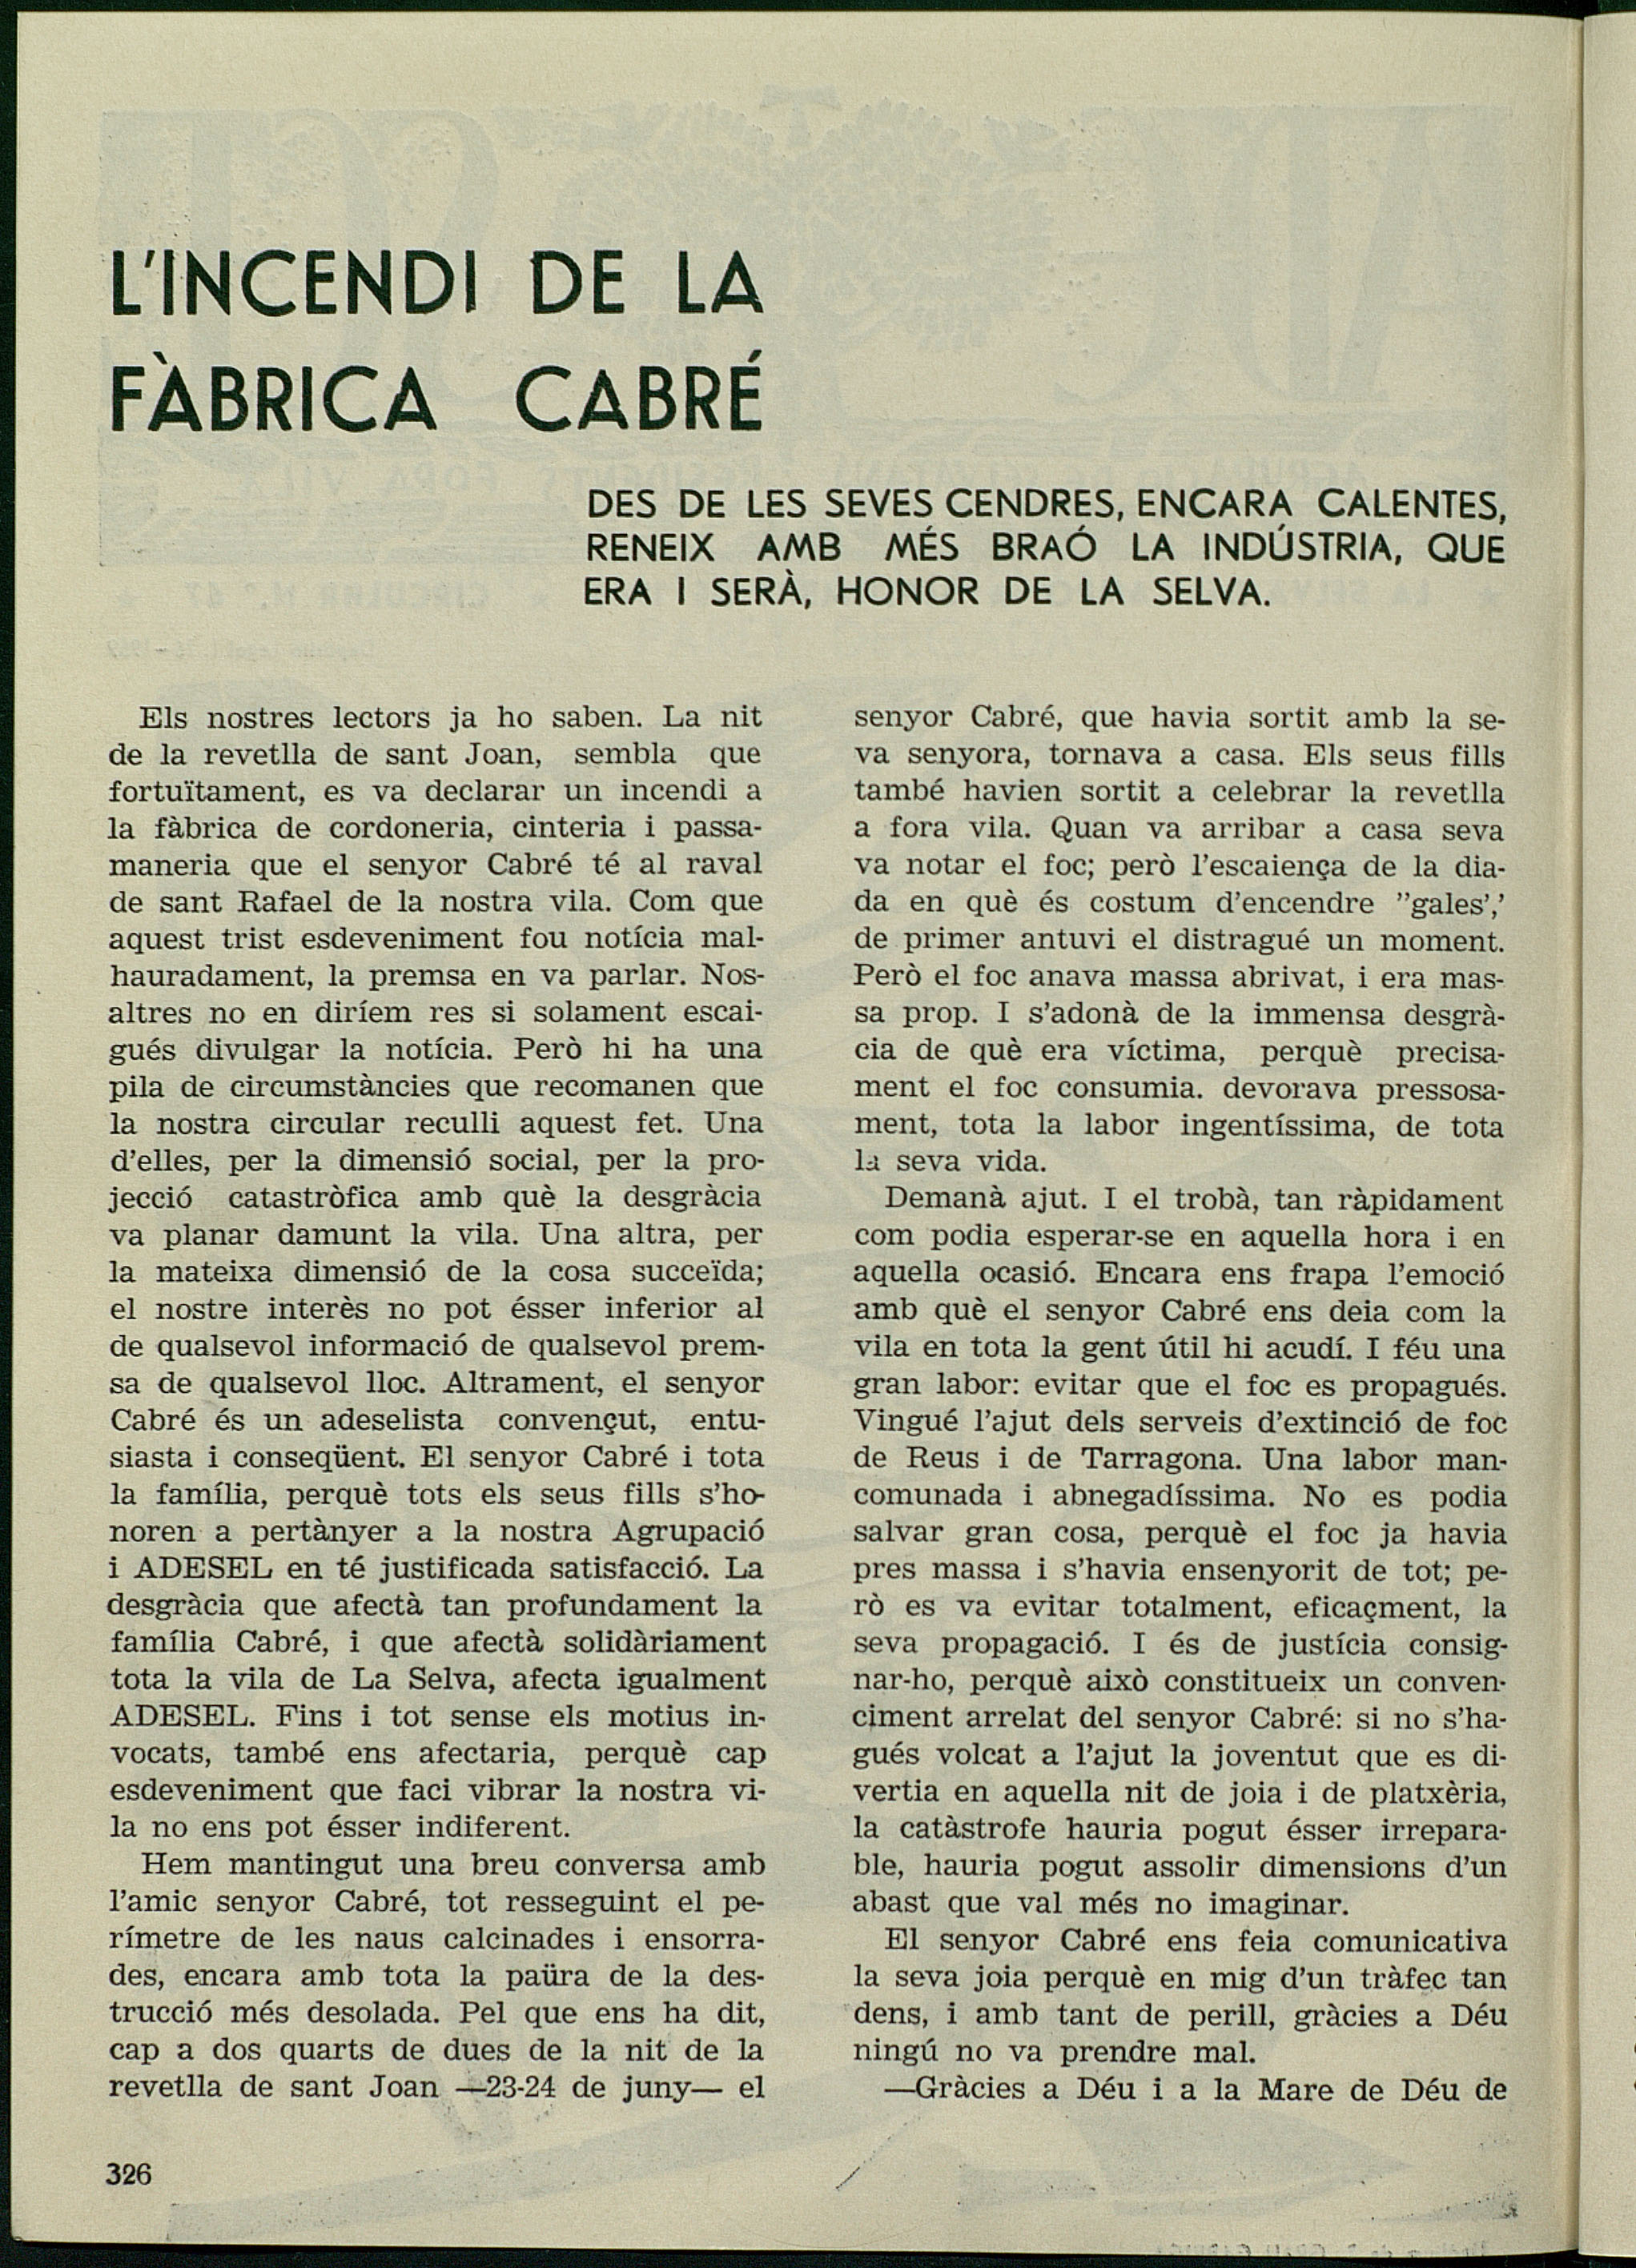 L'INCENDI DE LA
FÀBRICA CABRÉ
DES DE LES SEVES CENDRES, ENCARA CALENTES,
RENEIX AMB MÉS BRAÓ LA INDÚSTRIA, QUE
ERA I SERÀ, HONOR DE LA SELVA.
Els nostres lectors ja ho saben. La nit
de la revetlla de sant Joan, sembla que
fortuïtament, es va declarar un incendi a
la fàbrica de cordoneria, cinteria i passa-
maneria que el senyor Cabré té al raval
de sant Rafael de la nostra vila. Com que
aquest trist esdeveniment fou notícia mal-
hauradament, la premsa en va parlar. Nos-
altres no en diríem res si solament escai-
gués divulgar la notícia. Però hi ha una
pila de circumstàncies que recomanen que
la nostra circular reculli aquest fet. Una
d'elles, per la dimensió social, per la pro-
jecció catastròfica amb què la desgràcia
va planar damunt la vila. Una altra, per
la mateixa dimensió de la cosa succeïda;
el nostre interès no pot ésser inferior al
de qualsevol informació de qualsevol prem-
sa de qualsevol lloc. Altrament, el senyor
Cabré és un adeselista convençut, entu-
siasta i conseqüent. El senyor Cabré i tota
la família, perquè tots els seus fills s'ho-
noren a pertànyer a la nostra Agrupació
i ADESEL en té justificada satisfacció. La
desgràcia que afectà tan profundament la
família Cabré, i que afectà solidàriament
tota la vila de La Selva, afecta igualment
ADESEL. Fins i tot sense els motius in-
vocats, també ens afectaria, perquè cap
esdeveniment que faci vibrar la nostra vi-
la no ens pot ésser indiferent.
Hem mantingut una breu conversa amb
l'amic senyor Cabré, tot resseguint el pe-
rímetre de les naus calcinades i ensorra-
des, encara amb tota la paüra de la des-
trucció més desolada. Pel que ens ha dit,
cap a dos quarts de dues de la nit de la
revetlla de sant Joan —23-24 de juny— el
senyor Cabré, que havia sortit amb la se-
va senyora, tornava a casa. Els seus fills
també havien sortit a celebrar la revetlla
a fora vila. Quan va arribar a casa seva
va notar el foc; però l'escaiença de la dia-
da en què és costum d'encendre "gales",
de primer antuvi el distragué un moment.
Però el foc anava massa abrivat, i era mas-
sa prop. I s'adonà de la immensa desgrà-
cia de què era víctima, perquè precisa-
ment el foc consumia. devorava pressosa-
ment, tota la labor ingentíssima, de tota
la seva vida.
Demanà ajut. I el trobà, tan ràpidament
com podia esperar-se en aquella hora i en
aquella ocasió. Encara ens frapa l'emoció
amb què el senyor Cabré ens deia com la
vila en tota la gent útil hi acudí. I féu una
gran labor: evitar que el foc es propagués.
Vingué l'ajut dels serveis d'extinció de foc
de Reus i de Tarragona. Una labor man-
comunada i abnegadíssima. No es podia
salvar gran cosa, perquè el foc ja havia
pres massa i s'havia ensenyorit de tot; pe-
rò es va evitar totalment, eficaçment, la
seva propagació. I és de justícia consig-
nar-ho, perquè això constitueix un conven-
ciment arrelat del senyor Cabré: si no s'ha-
gués volcat a l'ajut la joventut que es di-
vertia en aquella nit de joia i de platxèria,
la catàstrofe hauria pogut ésser irrepara-
ble, hauria pogut assolir dimensions d'un
abast que val més no imaginar.
El senyor Cabré ens feia comunicativa
la seva joia perquè en mig d'un tràfec tan
dens, i amb tant de perill, gràcies a Déu
ningú no va prendre mal.
—Gràcies a Déu i a la Mare de Déu de
326